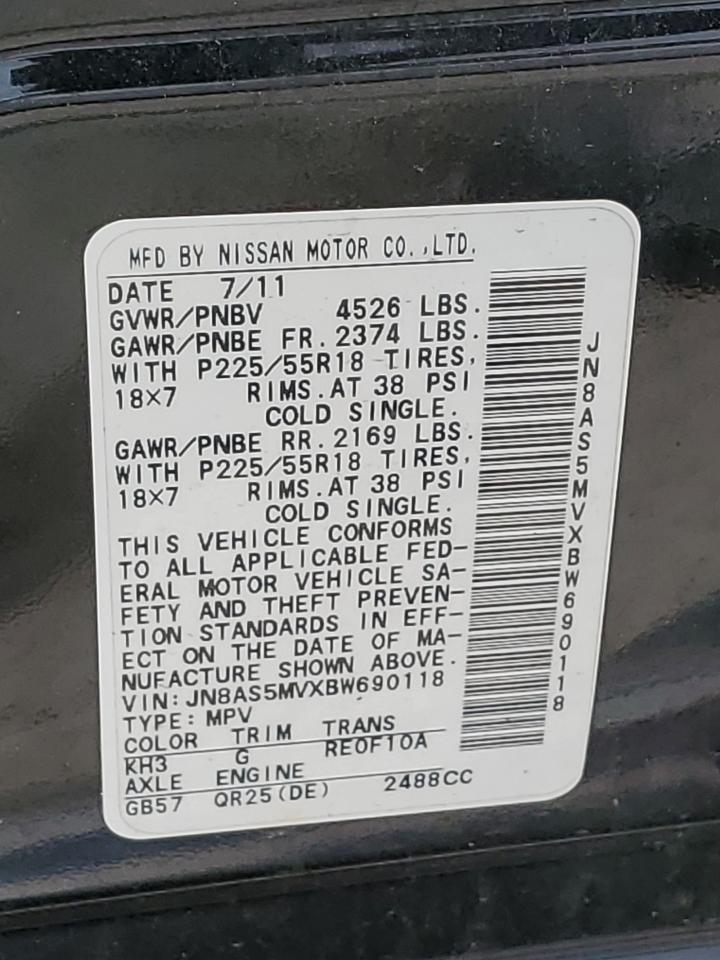 MFD BY NISSAN MOTOR CO.,LTD.
DATE 7/11
GVWR/PNBV 4526 LBS.
GAWR/PNBE FR. 2374 LBS.
WITH P225/55R18 TIRES,
18×7 RIMS. AT 38 PSI
COLD SINGLE.
GAWR/PNBE RR. 2169 LBS.
WITH P225/55R18 TIRES,
18×7 RIMS. AT 38 PSI
COLD SINGLE.
THIS VEHICLE CONFORMS
TO ALL APPLICABLE FED-
ERAL MOTOR VEHICLE SA-
FETY AND THEFT PREVEN-
TION STANDARDS IN EFF-
ECT ON THE DATE OF MA-
NUFACTURE SHOWN ABOVE.
VIN: JN8AS5MVXBW690118
TYPE: MPV
COLOR TRIM TRANS
KH3 G RE0F10A
AXLE ENGINE
GB57 QR25(DE) 2488CC
JN8AS5MVXBW690118